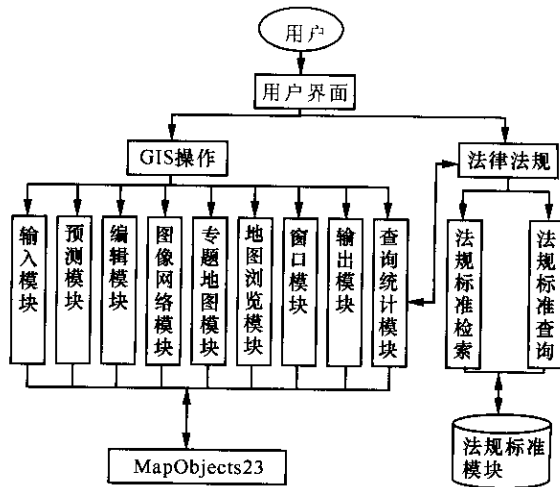 用户
用户界面
GIS操作
法律法规
输入模块
预测模块
编辑模块
图像网络模块
专题地图模块
地图浏览模块
窗口模块
输出模块
查询统计模块
法规标准检索
法规标准查询
MapObjects23
法规标准
模块